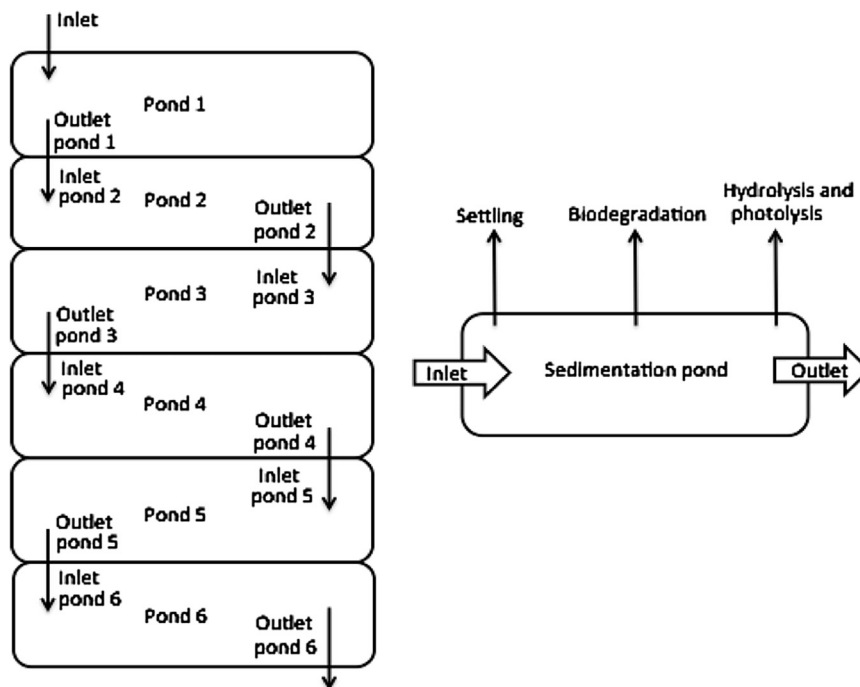 Inlet
Pond 1
Outlet
pond 1
Inlet
pond 2
Pond 2
Outlet
pond 2
Inlet
pond 3
Pond 3
Outlet
pond 3
Inlet
pond 4
Pond 4
Outlet
pond 4
Inlet
pond 5
Pond 5
Outlet
pond 5
Inlet
pond 6
Pond 6
Outlet
pond 6
Settling
Biodegradation
Hydrolysis and
photolysis
Inlet
Sedimentation pond
Outlet